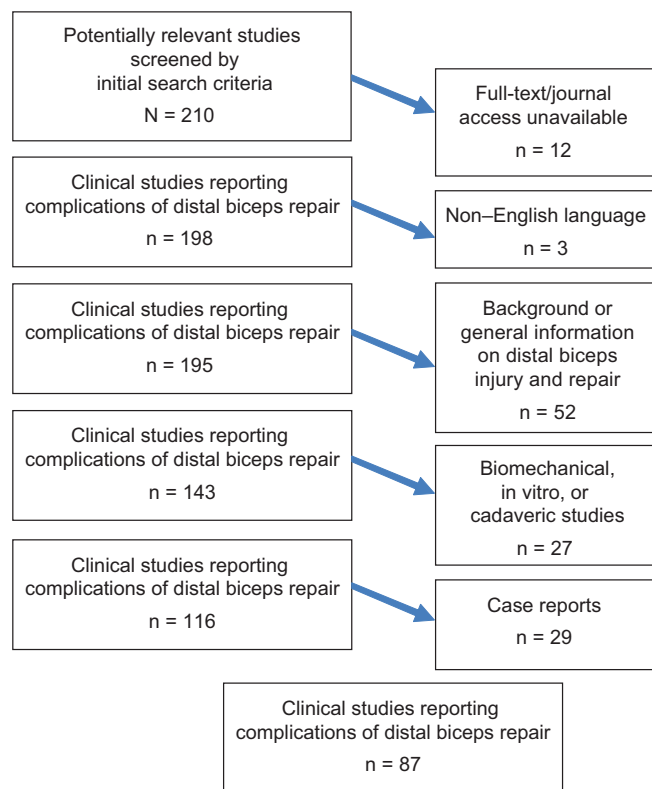 Potentially relevant studies
screened by
initial search criteria
N = 210
Full-text/journal
access unavailable
n = 12
Clinical studies reporting
complications of distal biceps repair
n = 198
Non–English language
n = 3
Clinical studies reporting
complications of distal biceps repair
n = 195
Background or
general information
on distal biceps
injury and repair
n = 52
Clinical studies reporting
complications of distal biceps repair
n = 143
Biomechanical,
in vitro, or
cadaveric studies
n = 27
Clinical studies reporting
complications of distal biceps repair
n = 116
Case reports
n = 29
Clinical studies reporting
complications of distal biceps repair
n = 87